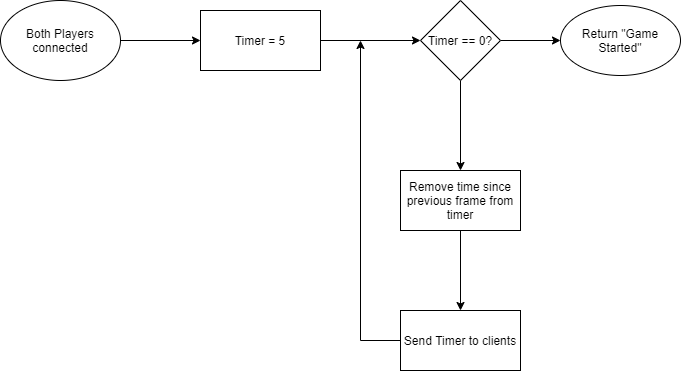 Both Players
connected
Timer = 5
Timer == 0?
Return "Game
Started"
Remove time since
previous frame from
timer
Send Timer to clients